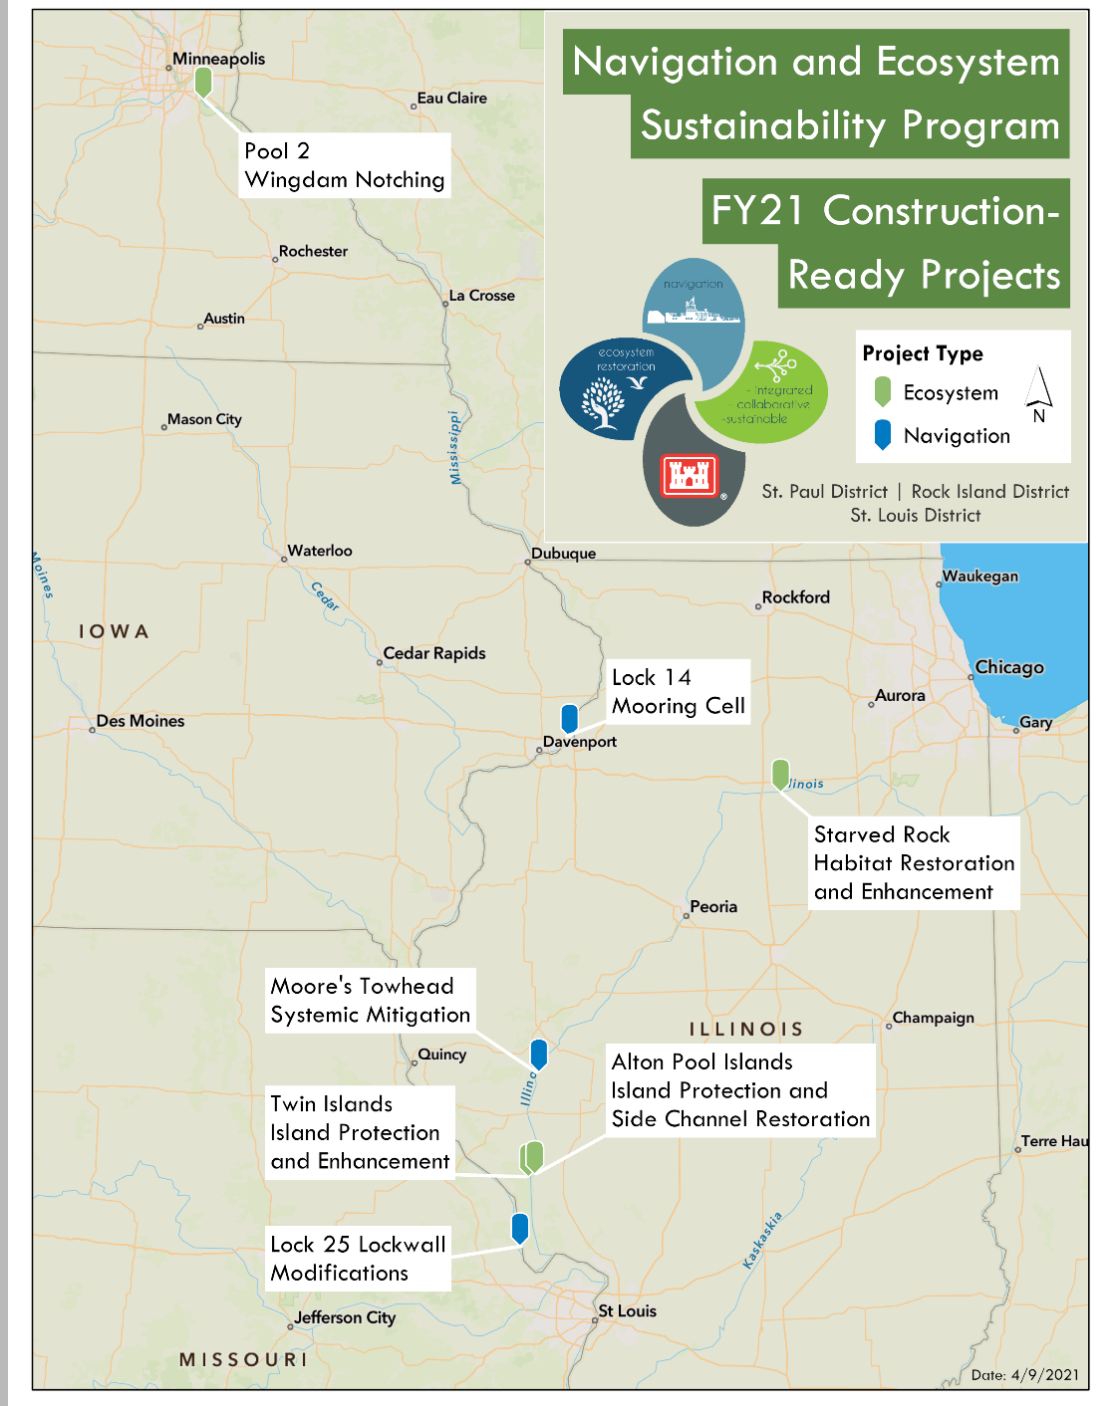 Navigation and Ecosystem
Sustainability Program
FY21 Construction-
Ready Projects
navigation
ecosystem
restoration
- integrated
- collaborative
-sustainable
®
Project Type
Ecosystem
Navigation
N
St. Paul District | Rock Island District
St. Louis District
Minneapolis
Eau Claire
Pool 2
Wingdam Notching
Rochester
La Crosse
Austin
Mason City
Mississippi
Waterloo
Dubuque
Moines
Cedar
Waukegan
Rockford
IOWA
Cedar Rapids
Chicago
Lock 14
Mooring Cell
Aurora
Des Moines
Gary
Davenport
linois
Starved Rock
Habitat Restoration
and Enhancement
Peoria
Moore's Towhead
Systemic Mitigation
ILLINOIS
Champaign
Quincy
Illino
Alton Pool Islands
Island Protection and
Side Channel Restoration
Twin Islands
Island Protection
and Enhancement
Terre Hau
Kaskaskia
Lock 25 Lockwall
Modifications
St Louis
Jefferson City
MISSOURI
Date: 4/9/2021